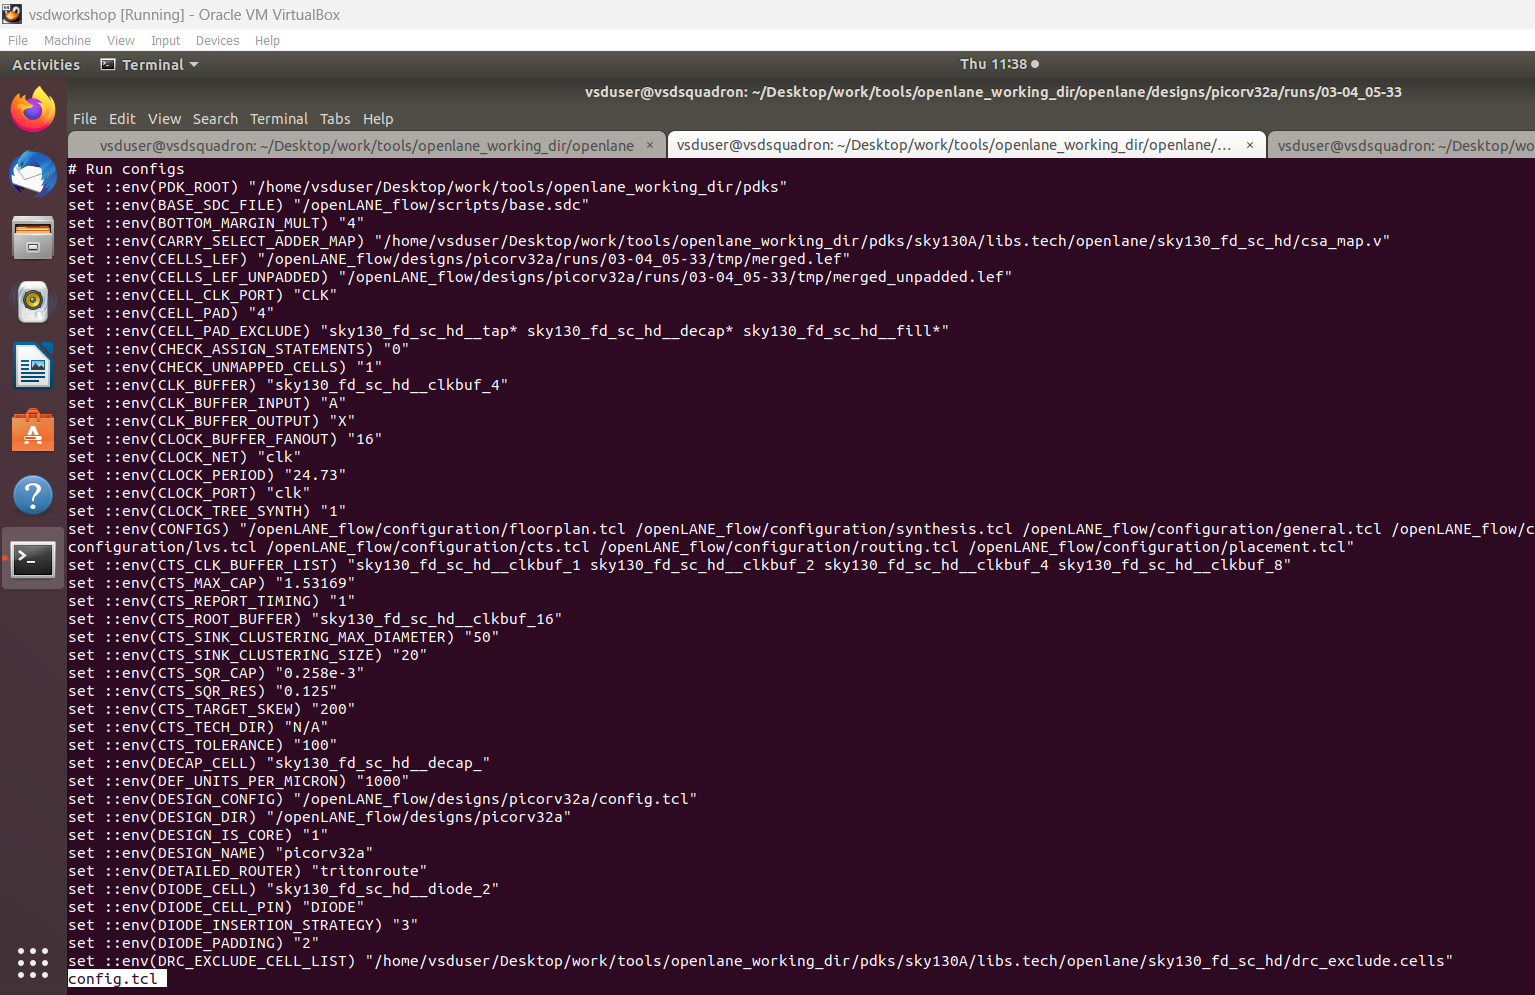 vsdworkshop [Running] - Oracle VM VirtualBox
File Machine View Input Devices Help
Activities Terminal Thu 11:38
vsduser@vsdsquadron: ~/Desktop/work/tools/openlane_working_dir/openlane/designs/picorv32a/runs/03-04_05-33
File Edit View Search Terminal Tabs Help
vsduser@vsdsquadron: ~/Desktop/work/tools/openlane_working_dir/openlane × vsduser@vsdsquadron: ~/Desktop/work/tools/openlane_working_dir/openlane/... × vsduser@vsdsquadron: ~/Desktop/wo
# Run configs
set ::env(PDK_ROOT) "/home/vsduser/Desktop/work/tools/openlane_working_dir/pdks"
set ::env(BASE_SDC_FILE) "/openLANE_flow/scripts/base.sdc"
set ::env(BOTTOM_MARGIN_MULT) "4"
set ::env(CARRY_SELECT_ADDER_MAP) "/home/vsduser/Desktop/work/tools/openlane_working_dir/pdks/sky130A/libs.tech/openlane/sky130_fd_sc_hd/csa_map.v"
set ::env(CELLS_LEF) "/openLANE_flow/designs/picorv32a/runs/03-04_05-33/tmp/merged.lef"
set ::env(CELLS_LEF_UNPADDED) "/openLANE_flow/designs/picorv32a/runs/03-04_05-33/tmp/merged_unpadded.lef"
set ::env(CELL_CLK_PORT) "CLK"
set ::env(CELL_PAD) "4"
set ::env(CELL_PAD_EXCLUDE) "sky130_fd_sc_hd__tap* sky130_fd_sc_hd__decap* sky130_fd_sc_hd__fill*"
set ::env(CHECK_ASSIGN_STATEMENTS) "0"
set ::env(CHECK_UNMAPPED_CELLS) "1"
set ::env(CLK_BUFFER) "sky130_fd_sc_hd__clkbuf_4"
set ::env(CLK_BUFFER_INPUT) "A"
set ::env(CLK_BUFFER_OUTPUT) "X"
set ::env(CLOCK_BUFFER_FANOUT) "16"
set ::env(CLOCK_NET) "clk"
set ::env(CLOCK_PERIOD) "24.73"
set ::env(CLOCK_PORT) "clk"
set ::env(CLOCK_TREE_SYNTH) "1"
set ::env(CONFIGS) "/openLANE_flow/configuration/floorplan.tcl /openLANE_flow/configuration/synthesis.tcl /openLANE_flow/configuration/general.tcl /openLANE_flow/c
configuration/lvs.tcl /openLANE_flow/configuration/cts.tcl /openLANE_flow/configuration/routing.tcl /openLANE_flow/configuration/placement.tcl"
set ::env(CTS_CLK_BUFFER_LIST) "sky130_fd_sc_hd__clkbuf_1 sky130_fd_sc_hd__clkbuf_2 sky130_fd_sc_hd__clkbuf_4 sky130_fd_sc_hd__clkbuf_8"
set ::env(CTS_MAX_CAP) "1.53169"
set ::env(CTS_REPORT_TIMING) "1"
set ::env(CTS_ROOT_BUFFER) "sky130_fd_sc_hd__clkbuf_16"
set ::env(CTS_SINK_CLUSTERING_MAX_DIAMETER) "50"
set ::env(CTS_SINK_CLUSTERING_SIZE) "20"
set ::env(CTS_SQR_CAP) "0.258e-3"
set ::env(CTS_SQR_RES) "0.125"
set ::env(CTS_TARGET_SKEW) "200"
set ::env(CTS_TECH_DIR) "N/A"
set ::env(CTS_TOLERANCE) "100"
set ::env(DECAP_CELL) "sky130_fd_sc_hd__decap_"
set ::env(DEF_UNITS_PER_MICRON) "1000"
set ::env(DESIGN_CONFIG) "/openLANE_flow/designs/picorv32a/config.tcl"
set ::env(DESIGN_DIR) "/openLANE_flow/designs/picorv32a"
set ::env(DESIGN_IS_CORE) "1"
set ::env(DESIGN_NAME) "picorv32a"
set ::env(DETAILED_ROUTER) "tritonroute"
set ::env(DIODE_CELL) "sky130_fd_sc_hd__diode_2"
set ::env(DIODE_CELL_PIN) "DIODE"
set ::env(DIODE_INSERTION_STRATEGY) "3"
set ::env(DIODE_PADDING) "2"
set ::env(DRC_EXCLUDE_CELL_LIST) "/home/vsduser/Desktop/work/tools/openlane_working_dir/pdks/sky130A/libs.tech/openlane/sky130_fd_sc_hd/drc_exclude.cells"
config.tcl